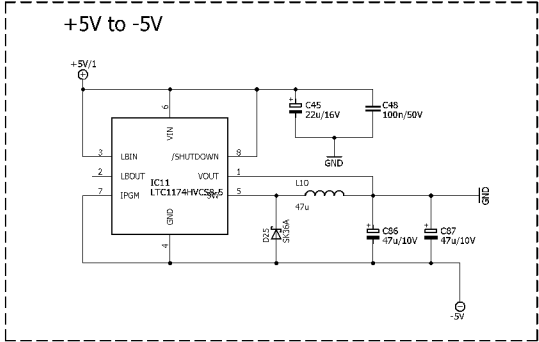 +5V to -5V
+5V/1
6
VIN
C45
22u/16V
C48
100n/50V
GND
3
LBIN
/SHUTDOWN
8
2
LBOUT
VOUT
1
IC11
LTC1174HVCS8-5
7
IPGM
SW
5
L10
47u
GND
GND
4
D25
SK36A
C86
47u/10V
C87
47u/10V
-5V